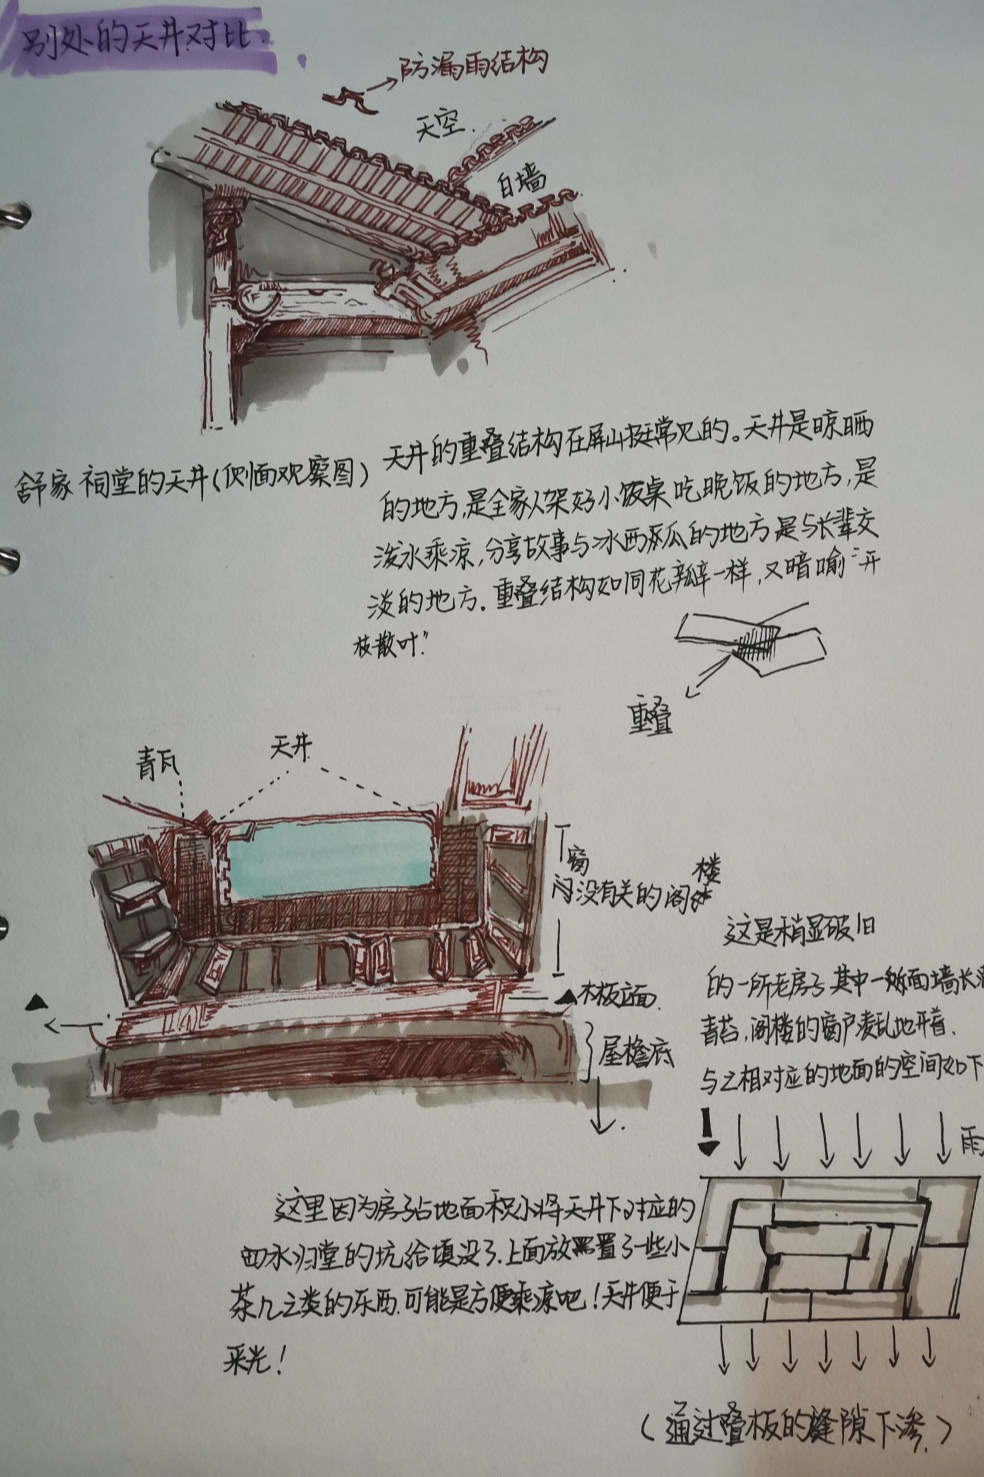 别处的天井对比.
防漏雨结构
天空.
白墙
舒家祠堂的天井(侧面观察图)
天井的重叠结构在屏山挺常见的。天井是晾晒
的地方,是全家人架好小饭桌吃晚饭的地方,是
泼水乘凉,分享故事与冰西瓜的地方是与长辈交
淡的地方.重叠结构如同花瓣一样,又暗喻“开
枝散叶”
重叠
青瓦
天井
窗
没有关的阁楼
木板立面
屋檐底
这是稍显破旧
的一所老房子其中一面墙长满
青苔,阁楼的窗户凌乱地开着.
与之相对应的地面的空间如下
雨
这里因为房子占地面积小将天井下对应的
四水归堂的坑给填没了.上面放置了一些小
茶几之类的东西.可能是方便乘凉吧!天井便于
采光!
(通过叠板的缝隙下渗.)